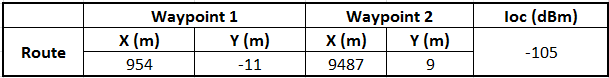 Waypoint 1 Waypoint 2 Ioc (dBm)
Route X (m) Y (m) X (m) Y (m) -105
954 -11 9487 9